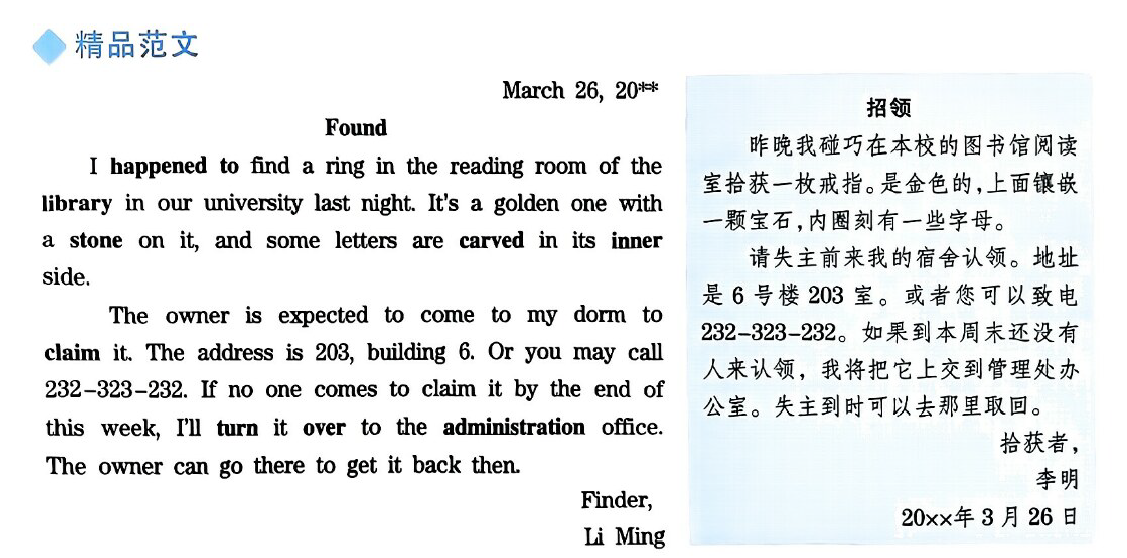 精品范文
March 26, 20**
Found
I happened to find a ring in the reading room of the
library in our university last night. It's a golden one with
a stone on it, and some letters are carved in its inner
side.
The owner is expected to come to my dorm to
claim it. The address is 203, building 6. Or you may call
232-323-232. If no one comes to claim it by the end of
this week, I'll turn it over to the administration office.
The owner can go there to get it back then.
Finder,
Li Ming
招领
昨晚我碰巧在本校的图书馆阅读
室拾获一枚戒指。是金色的,上面镶嵌
一颗宝石,内圈刻有一些字母。
请失主前来我的宿舍认领。地址
是 6 号楼 203 室。或者您可以致电
232-323-232。如果到本周末还没有
人来认领，我将把它上交到管理处办
公室。失主到时可以去那里取回。
拾获者,
李明
20××年 3 月 26 日